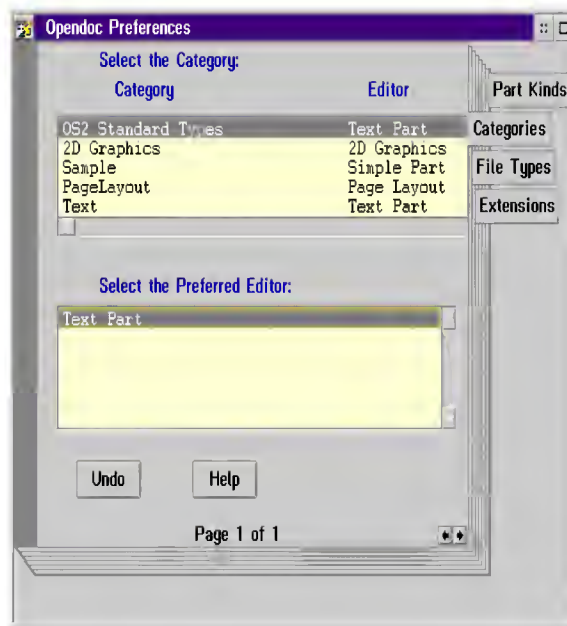 Opendoc Preferences
Select the Category:
Category Editor
OS2 Standard Types Text Part
2D Graphics 2D Graphics
Sample Simple Part
PageLayout Page Layout
Text Text Part
Select the Preferred Editor:
Text Part
Undo Help
Page 1 of 1
Part Kinds
Categories
File Types
Extensions